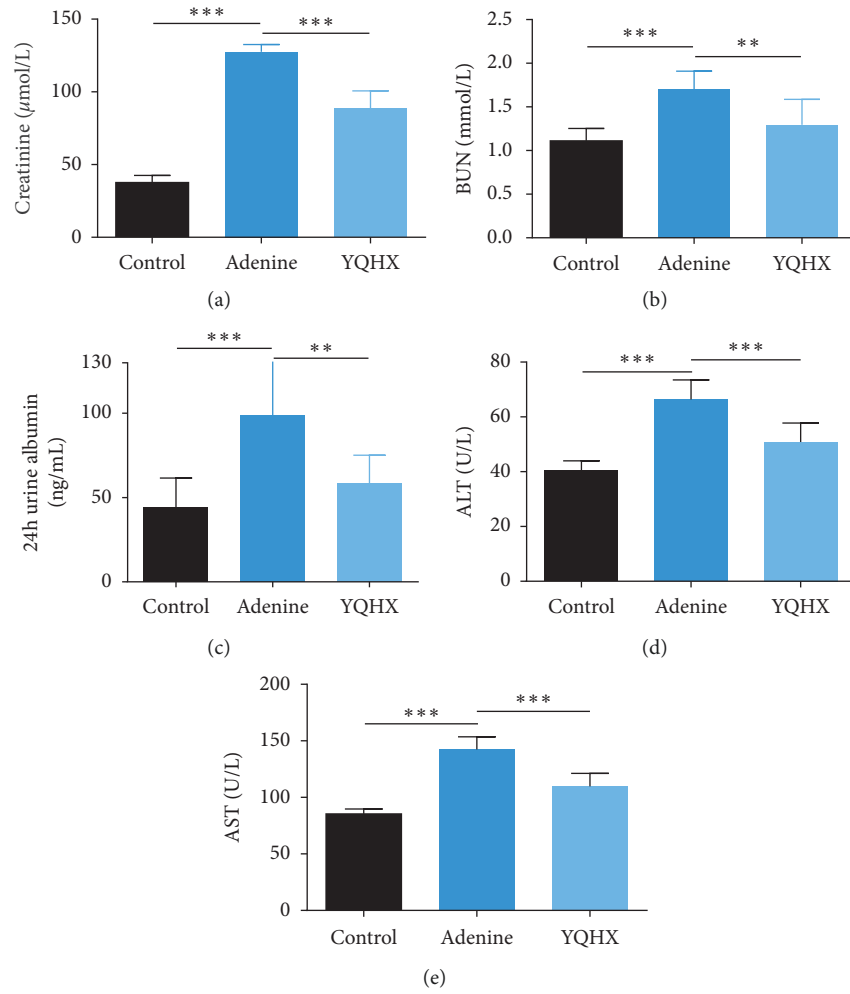 150
100
50
0
Creatinine (μmol/L)
***
***
Control
Adenine
YQHX
(a)
2.5
2.0
1.5
1.0
0.5
0.0
BUN (mmol/L)
***
**
Control
Adenine
YQHX
(b)
130
100
50
0
24h urine albumin
(ng/mL)
***
**
Control
Adenine
YQHX
(c)
80
60
40
20
0
ALT (U/L)
***
***
Control
Adenine
YQHX
(d)
200
150
100
50
0
AST (U/L)
***
***
Control
Adenine
YQHX
(e)